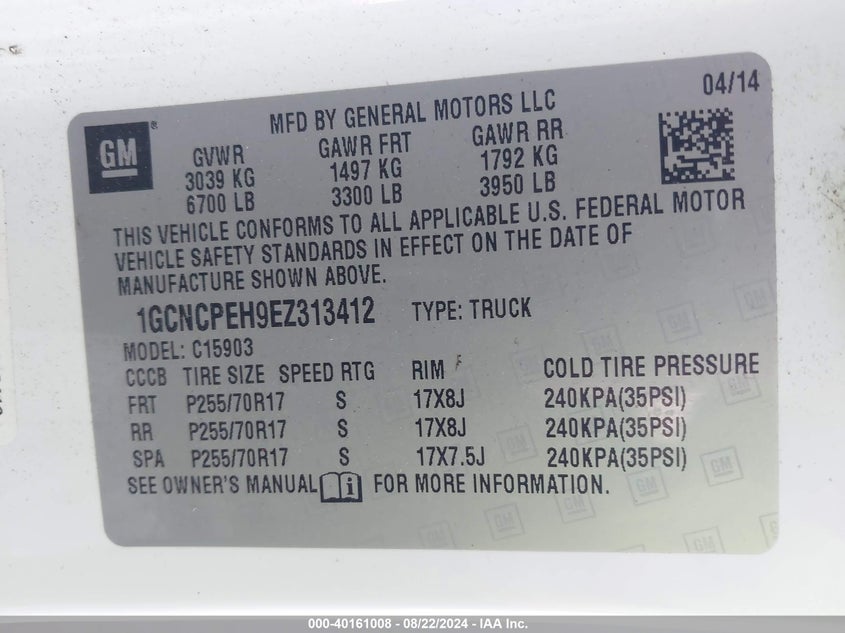 04/14
GM
MFD BY GENERAL MOTORS LLC
GVWR GAWR FRT GAWR RR
3039 KG 1497 KG 1792 KG
6700 LB 3300 LB 3950 LB
THIS VEHICLE CONFORMS TO ALL APPLICABLE U.S. FEDERAL MOTOR
VEHICLE SAFETY STANDARDS IN EFFECT ON THE DATE OF
MANUFACTURE SHOWN ABOVE.
1GCNCPEH9EZ313412 TYPE: TRUCK
MODEL: C15903
CCCB TIRE SIZE SPEED RTG RIM COLD TIRE PRESSURE
FRT P255/70R17 S 17X8J 240KPA(35PSI)
RR P255/70R17 S 17X8J 240KPA(35PSI)
SPA P255/70R17 S 17X7.5J 240KPA(35PSI)
SEE OWNER'S MANUAL FOR MORE INFORMATION.
000-40161008 - 08/22/2024 - IAA Inc.